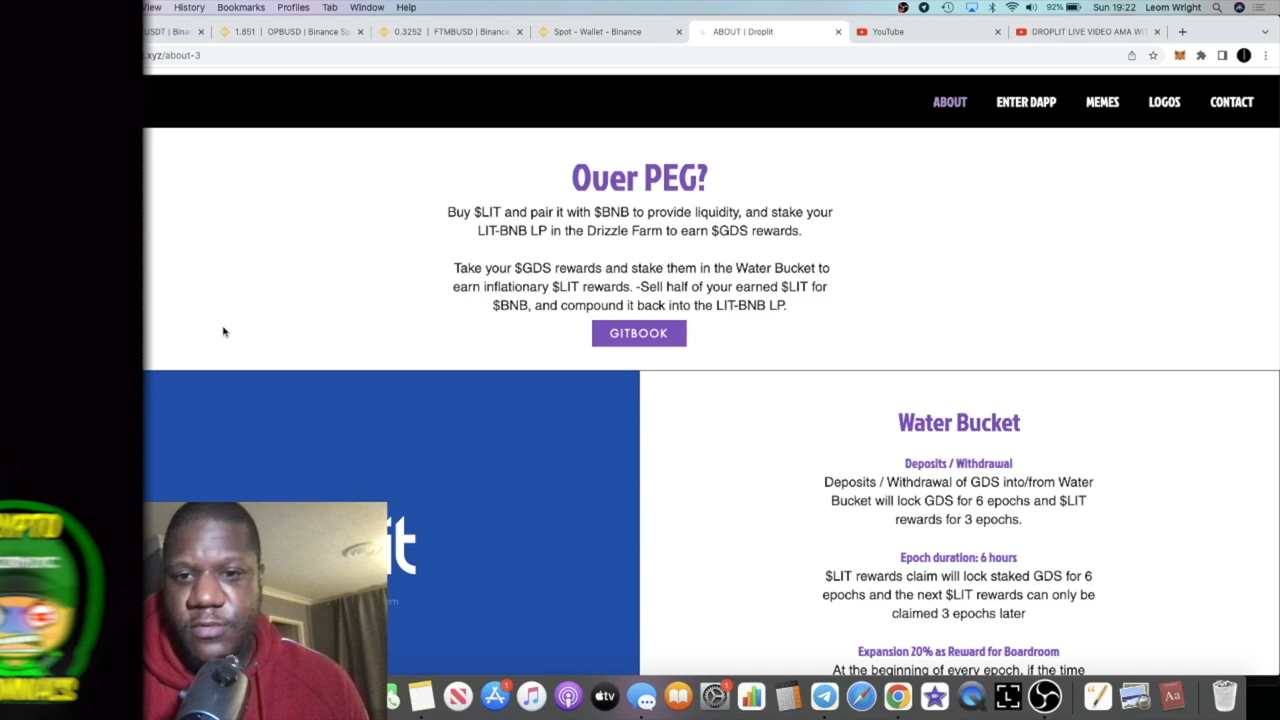 View History Bookmarks Profiles Tab Window Help 92% Sun 19:22 Leom Wright
1.851 | OPBUSD | Binance Sp 0.3252 | FTMBUSD | Binance Spot - Wallet - Binance ABOUT | Droplit YouTube DROPLIT LIVE VIDEO AMA WI
.xyz/about-3
ABOUT ENTER DAPP MEMES LOGOS CONTACT
Over PEG?
Buy $LIT and pair it with $BNB to provide liquidity, and stake your
LIT-BNB LP in the Drizzle Farm to earn $GDS rewards.
Take your $GDS rewards and stake them in the Water Bucket to
earn inflationary $LIT rewards. -Sell half of your earned $LIT for
$BNB, and compound it back into the LIT-BNB LP.
GITBOOK
Water Bucket
Deposits / Withdrawal
Deposits / Withdrawal of GDS into/from Water
Bucket will lock GDS for 6 epochs and $LIT
rewards for 3 epochs.
Epoch duration: 6 hours
$LIT rewards claim will lock staked GDS for 6
epochs and the next $LIT rewards can only be
claimed 3 epochs later
Expansion 20% as Reward for Boardroom
At the beginning of every epoch, if the time
it
m
tv
Aa